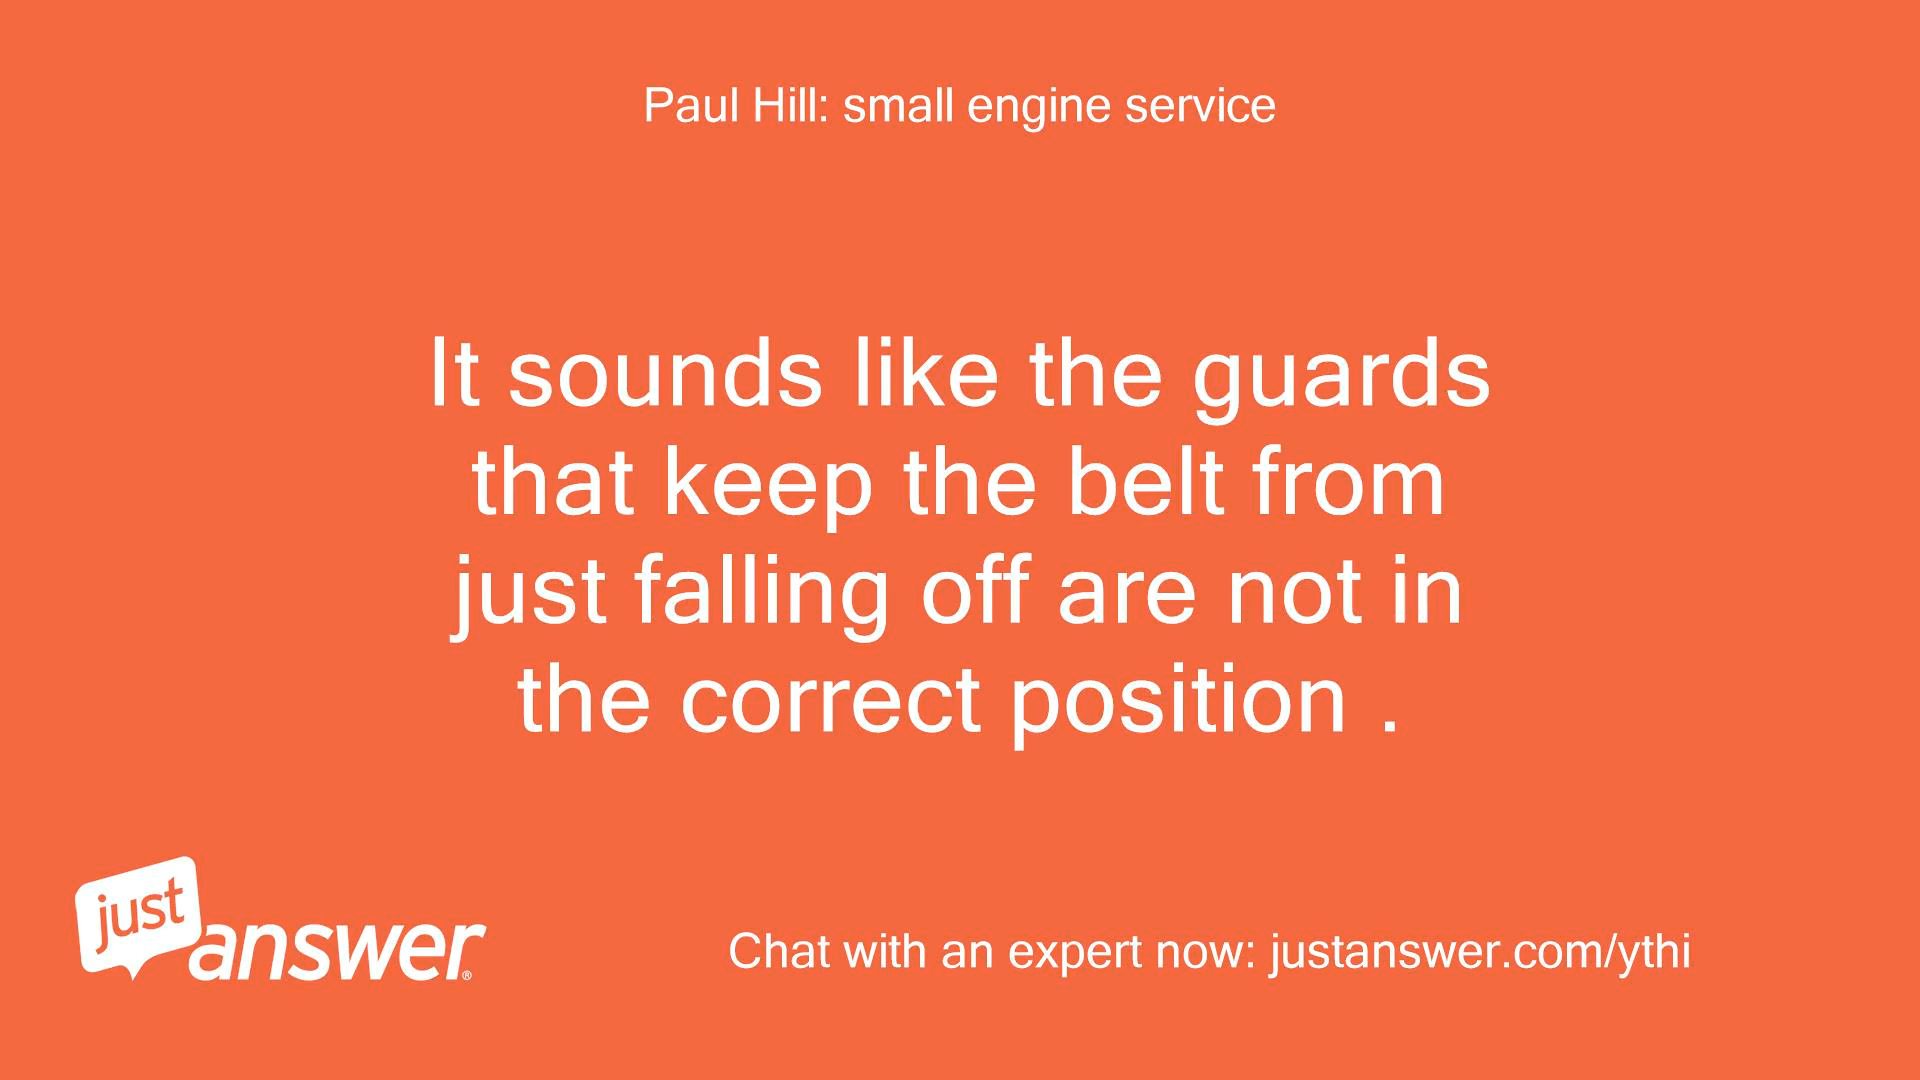 Paul Hill: small engine service
It sounds like the guards
that keep the belt from
just falling off are not in
the correct position .
just
answer®
Chat with an expert now: justanswer.com/ythi